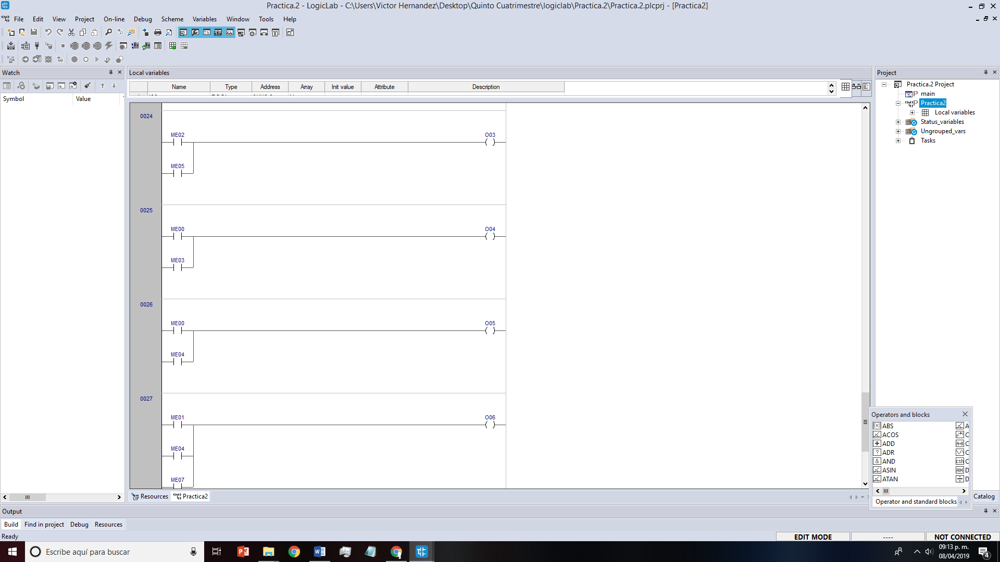 Practica.2 - LogicLab - C:\Users\Victor Hernandez\Desktop\Quinto Cuatrimestre\logiclab\Practica.2\Practica.2.plcprj - [Practica2]
File Edit View Project On-line Debug Scheme Variables Window Tools Help
Watch
Symbol Value
Local variables
Name Type Address Array Init value Attribute Description
0024
ME02 O03
ME05
0025
ME00 O04
ME03
0026
ME00 O05
ME04
0027
ME01 O06
ME04
ME07
Resources Practica2
Project
Practica.2 Project
main
Practica2
Local variables
Status_variables
Ungrouped_vars
Tasks
Operators and blocks
ABS
ACOS
ADD
ADR
AND
ASIN
ATAN
Operator and standard blocks
Catalog
Output
Build Find in project Debug Resources
Ready
EDIT MODE ---- NOT CONNECTED
Escribe aquí para buscar
09:13 p. m.
08/04/2019
4